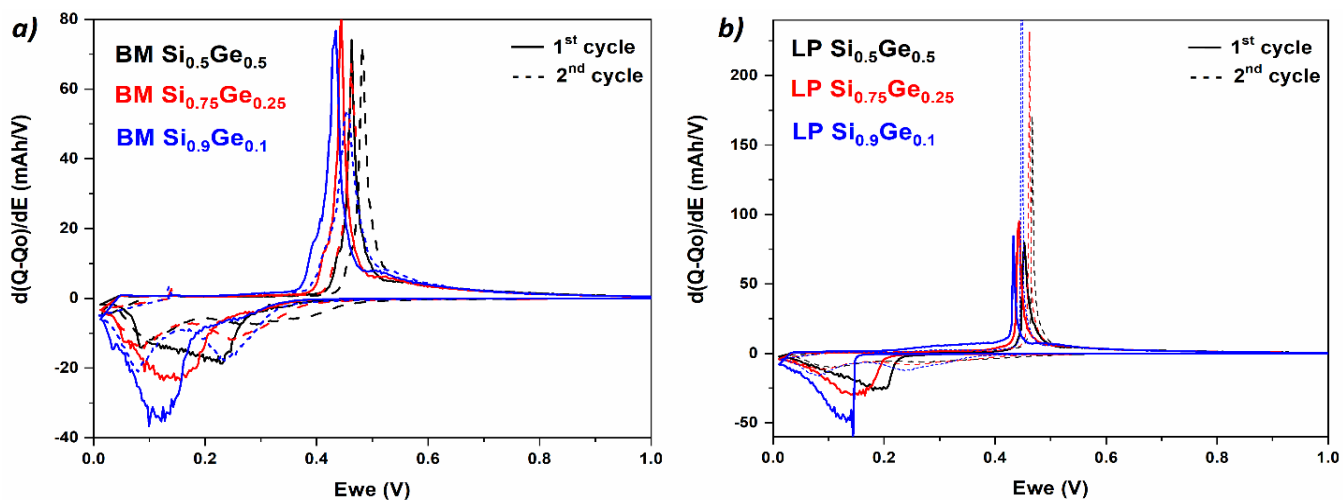 a)
BM Si0.5Ge0.5
BM Si0.75Ge0.25
BM Si0.9Ge0.1
1st cycle
2nd cycle
d(Q-Qo)/dE (mAh/V)
80
60
40
20
0
-20
-40
0.0 0.2 0.4 0.6 0.8 1.0
Ewe (V)
b)
LP Si0.5Ge0.5
LP Si0.75Ge0.25
LP Si0.9Ge0.1
1st cycle
2nd cycle
d(Q-Qo)/dE (mAh/V)
200
150
100
50
0
-50
0.0 0.2 0.4 0.6 0.8 1.0
Ewe (V)